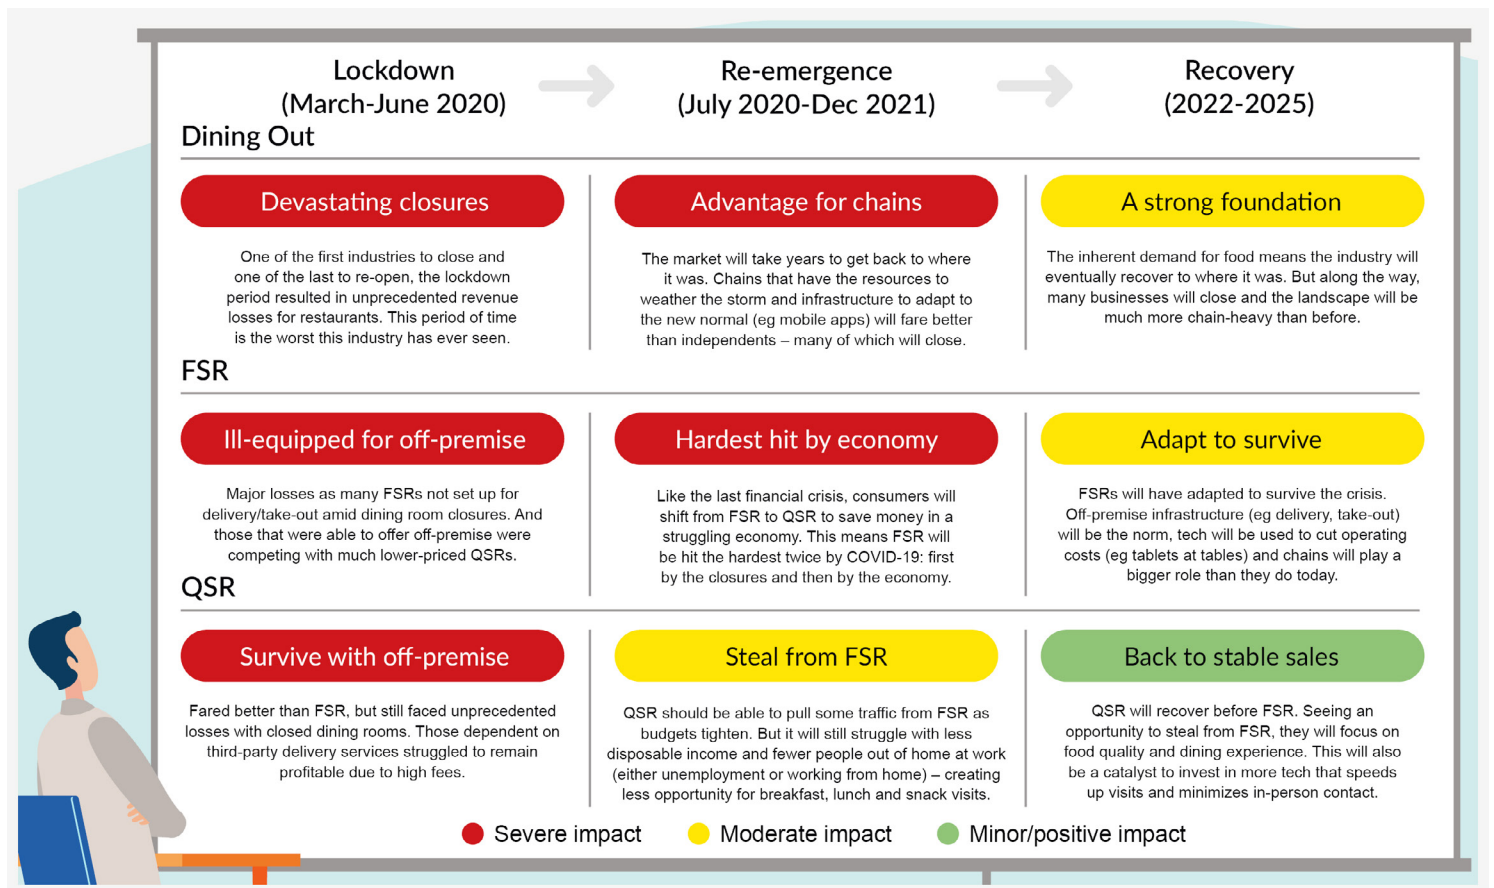 Lockdown
(March-June 2020)
Re-emergence
(July 2020-Dec 2021)
Recovery
(2022-2025)
Dining Out
Devastating closures
One of the first industries to close and
one of the last to re-open, the lockdown
period resulted in unprecedented revenue
losses for restaurants. This period of time
is the worst this industry has ever seen.
Advantage for chains
The market will take years to get back to where
it was. Chains that have the resources to
weather the storm and infrastructure to adapt to
the new normal (eg mobile apps) will fare better
than independents – many of which will close.
A strong foundation
The inherent demand for food means the industry will
eventually recover to where it was. But along the way,
many businesses will close and the landscape will be
much more chain-heavy than before.
FSR
Ill-equipped for off-premise
Major losses as many FSRs not set up for
delivery/take-out amid dining room closures. And
those that were able to offer off-premise were
competing with much lower-priced QSRs.
Hardest hit by economy
Like the last financial crisis, consumers will
shift from FSR to QSR to save money in a
struggling economy. This means FSR will
be hit the hardest twice by COVID-19: first
by the closures and then by the economy.
Adapt to survive
FSRs will have adapted to survive the crisis.
Off-premise infrastructure (eg delivery, take-out)
will be the norm, tech will be used to cut operating
costs (eg tablets at tables) and chains will play a
bigger role than they do today.
QSR
Survive with off-premise
Fared better than FSR, but still faced unprecedented
losses with closed dining rooms. Those dependent on
third-party delivery services struggled to remain
profitable due to high fees.
Steal from FSR
QSR should be able to pull some traffic from FSR as
budgets tighten. But it will still struggle with less
disposable income and fewer people out of home at work
(either unemployment or working from home) – creating
less opportunity for breakfast, lunch and snack visits.
Back to stable sales
QSR will recover before FSR. Seeing an
opportunity to steal from FSR, they will focus on
food quality and dining experience. This will also
be a catalyst to invest in more tech that speeds
up visits and minimizes in-person contact.
Severe impact
Moderate impact
Minor/positive impact